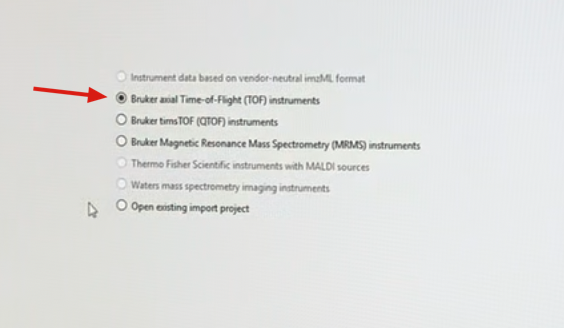 Instrument data based on vendor-neutral imzML format
Bruker axial Time-of-Flight (TOF) instruments
Bruker timsTOF (QTOF) instruments
Bruker Magnetic Resonance Mass Spectrometry (MRMS) instruments
Thermo Fisher Scientific instruments with MALDI sources
Waters mass spectrometry imaging instruments
Open existing import project